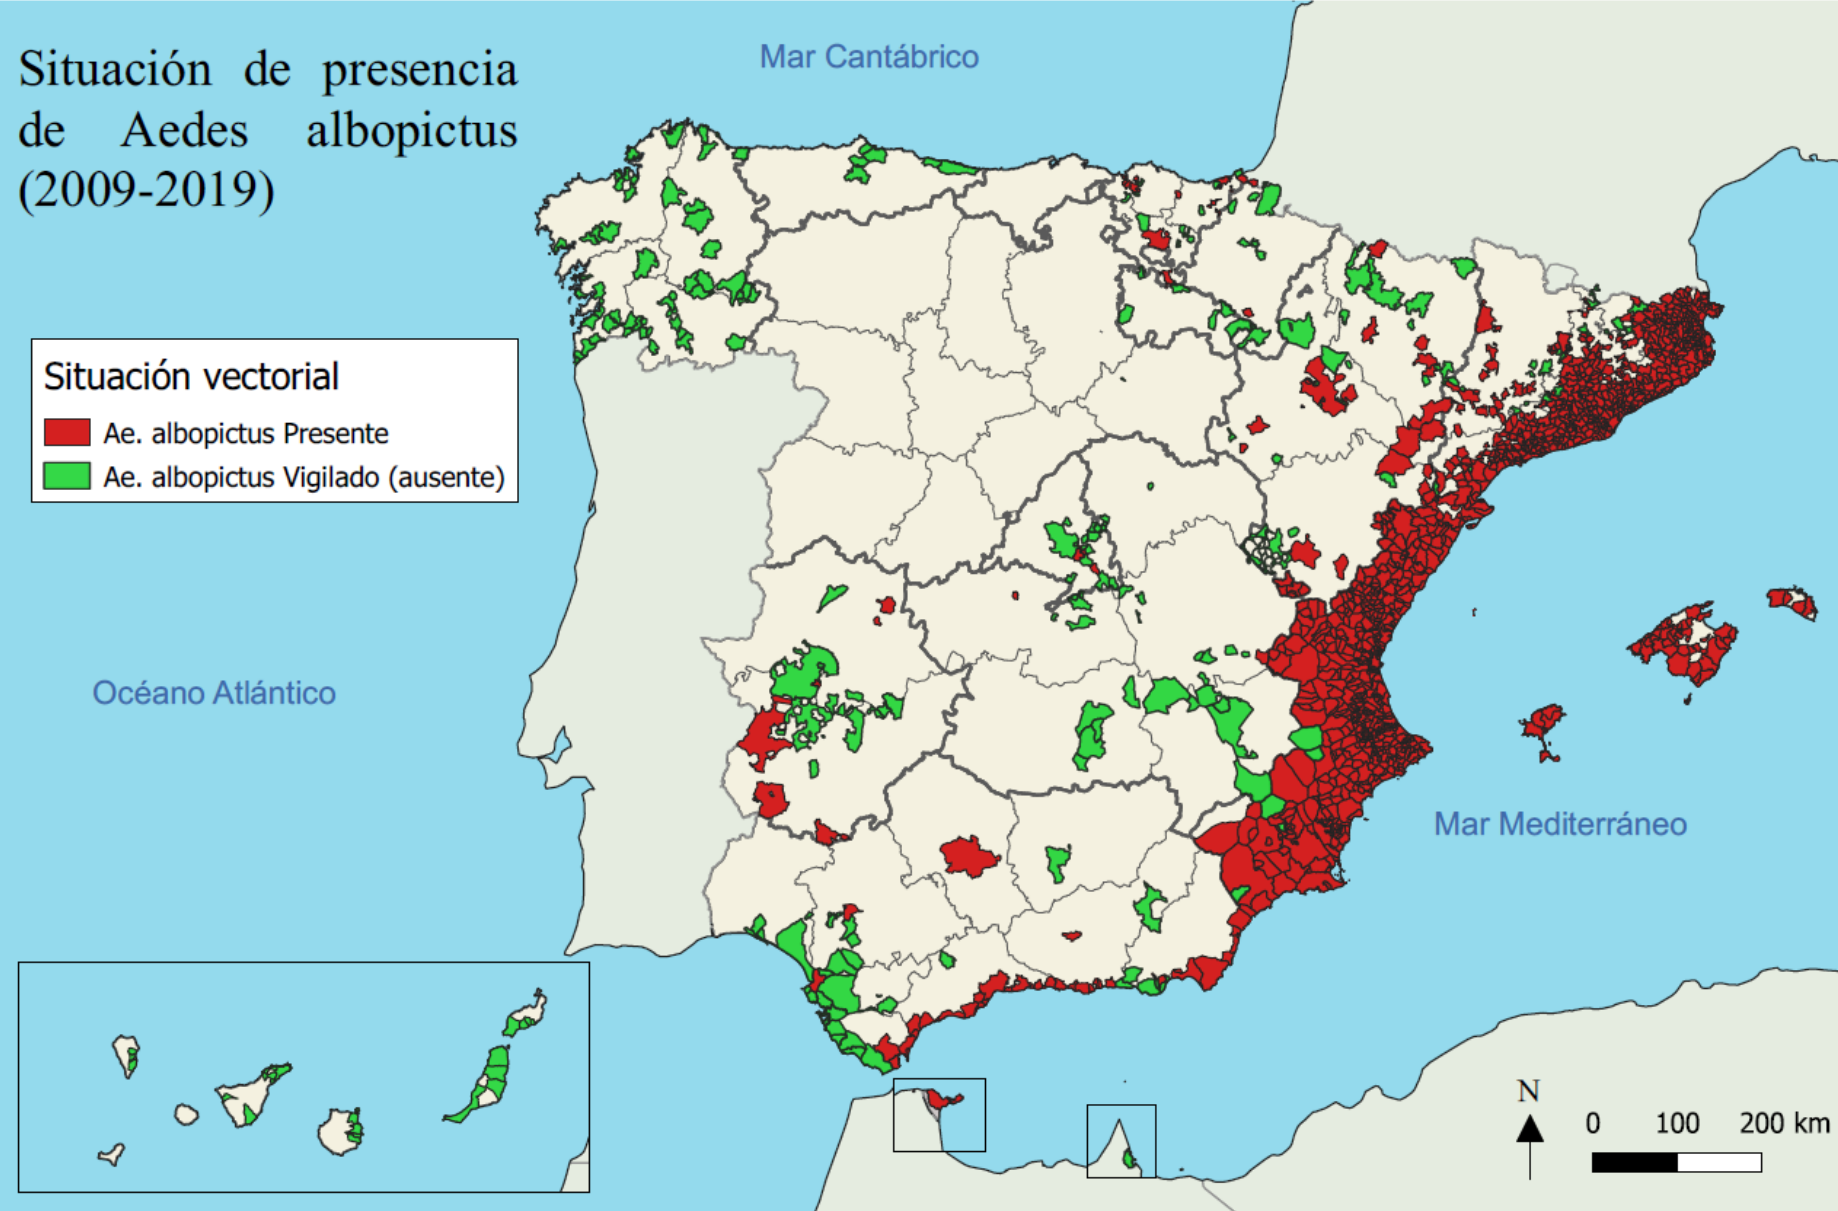 Situación de presencia
de Aedes albopictus
(2009-2019)
Mar Cantábrico
Situación vectorial
Ae. albopictus Presente
Ae. albopictus Vigilado (ausente)
Océano Atlántico
Mar Mediterráneo
N
0 100 200 km